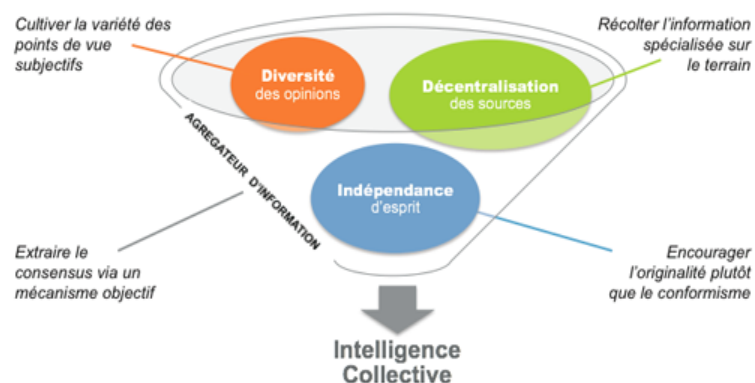 Cultiver la variété des
points de vue
subjectifs
Récolter l'information
spécialisée sur
le terrain
Diversité
des opinions
Décentralisation
des sources
AGREGATEUR D'INFORMATION
Indépendance
d'esprit
Extraire le
consensus via un
mécanisme objectif
Encourager
l'originalité plutôt
que le conformisme
Intelligence
Collective